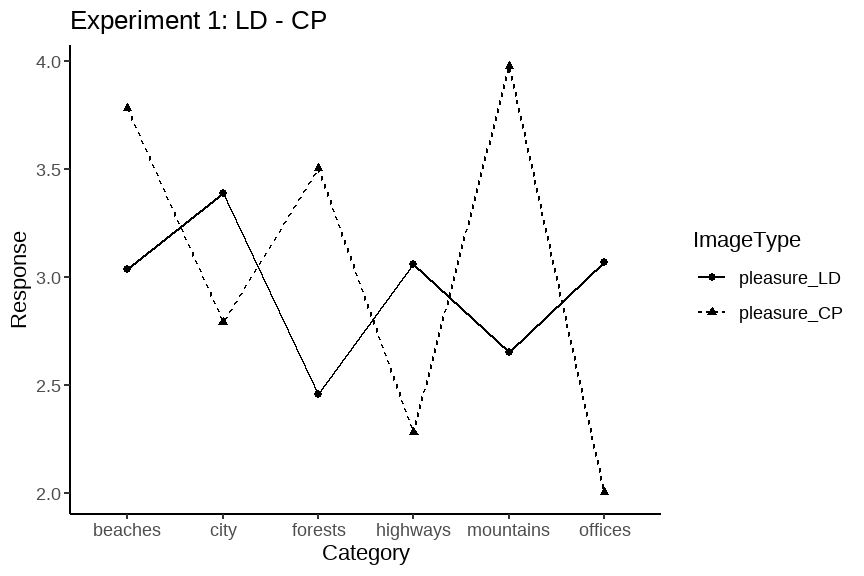 Experiment 1: LD - CP
4.0
3.5
3.0
2.5
2.0
Response
beaches city forests highways mountains offices
Category
ImageType
pleasure_LD
pleasure_CP